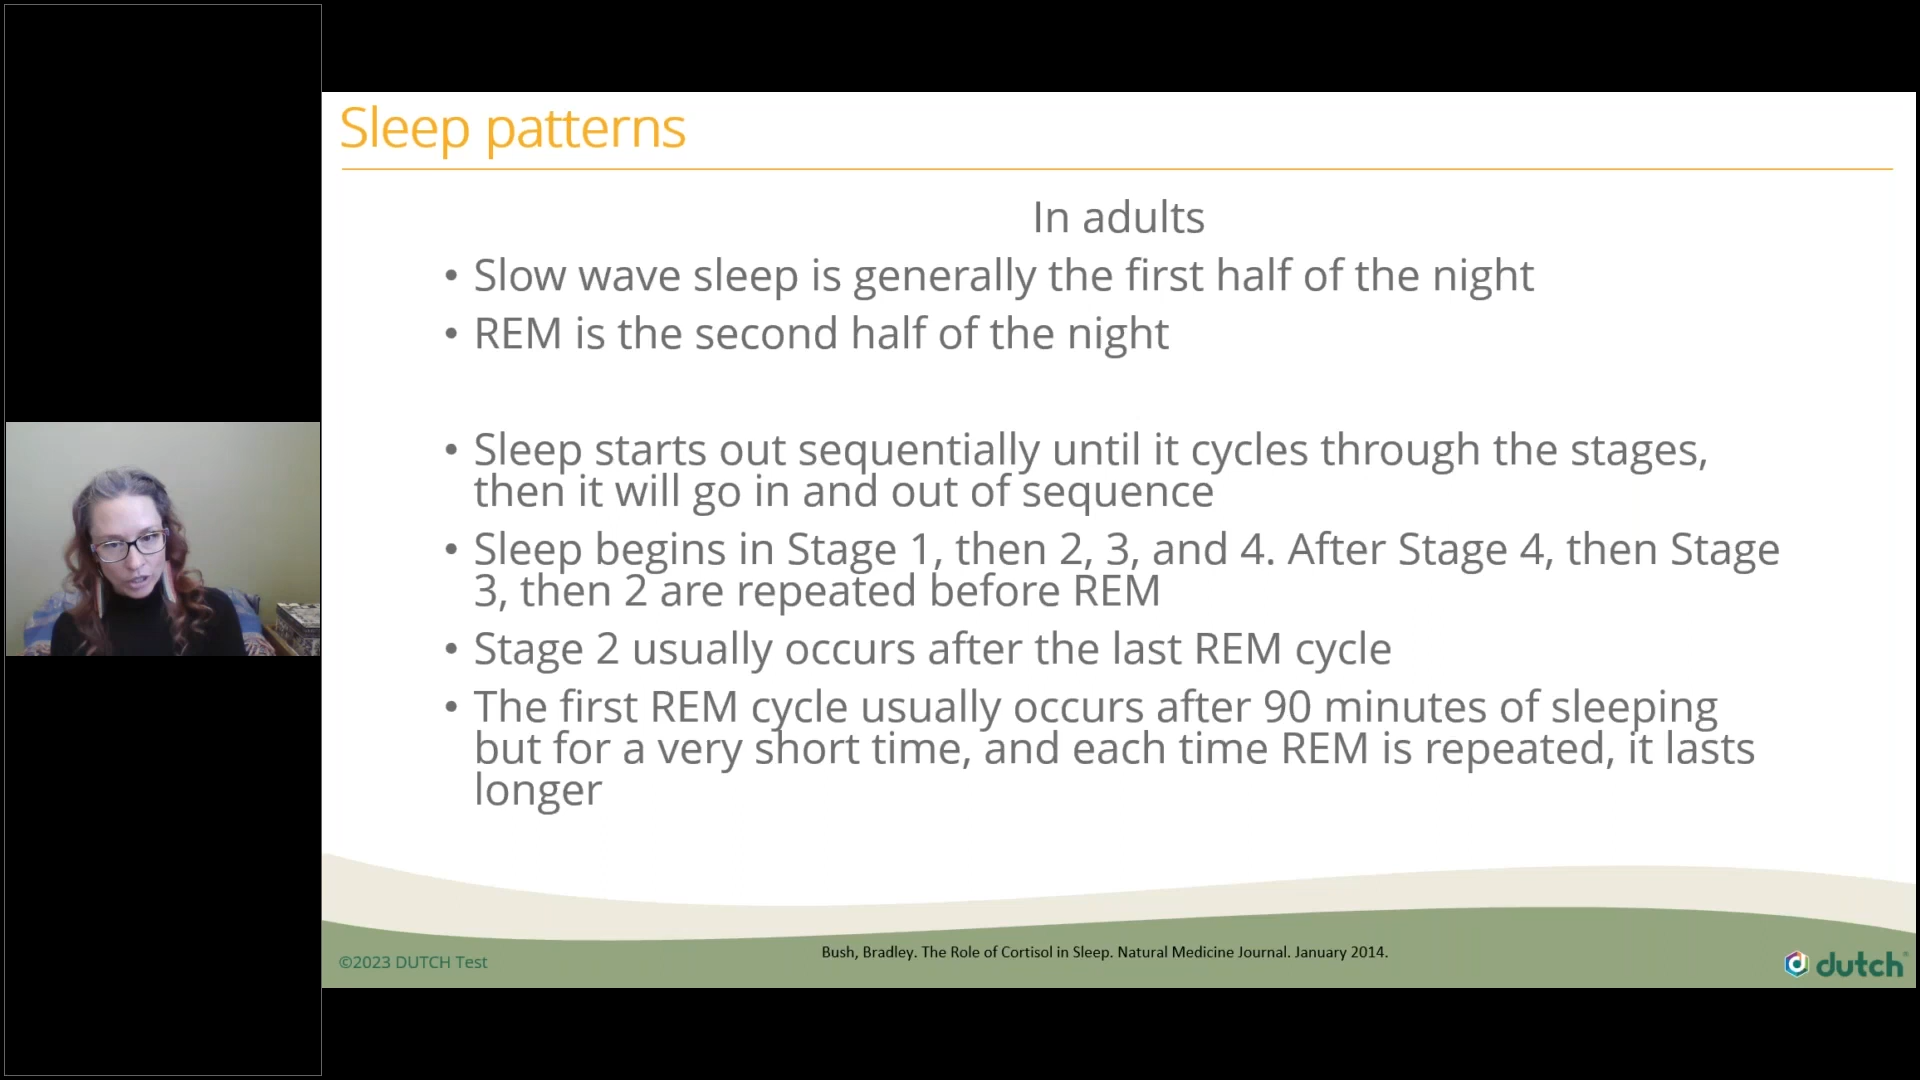 Sleep patterns
In adults
• Slow wave sleep is generally the first half of the night
• REM is the second half of the night
• Sleep starts out sequentially until it cycles through the stages,
then it will go in and out of sequence
• Sleep begins in Stage 1, then 2, 3, and 4. After Stage 4, then Stage
3, then 2 are repeated before REM
• Stage 2 usually occurs after the last REM cycle
• The first REM cycle usually occurs after 90 minutes of sleeping
but for a very short time, and each time REM is repeated, it lasts
longer
Bush, Bradley. The Role of Cortisol in Sleep. Natural Medicine Journal. January 2014.
©2023 DUTCH Test
dutch